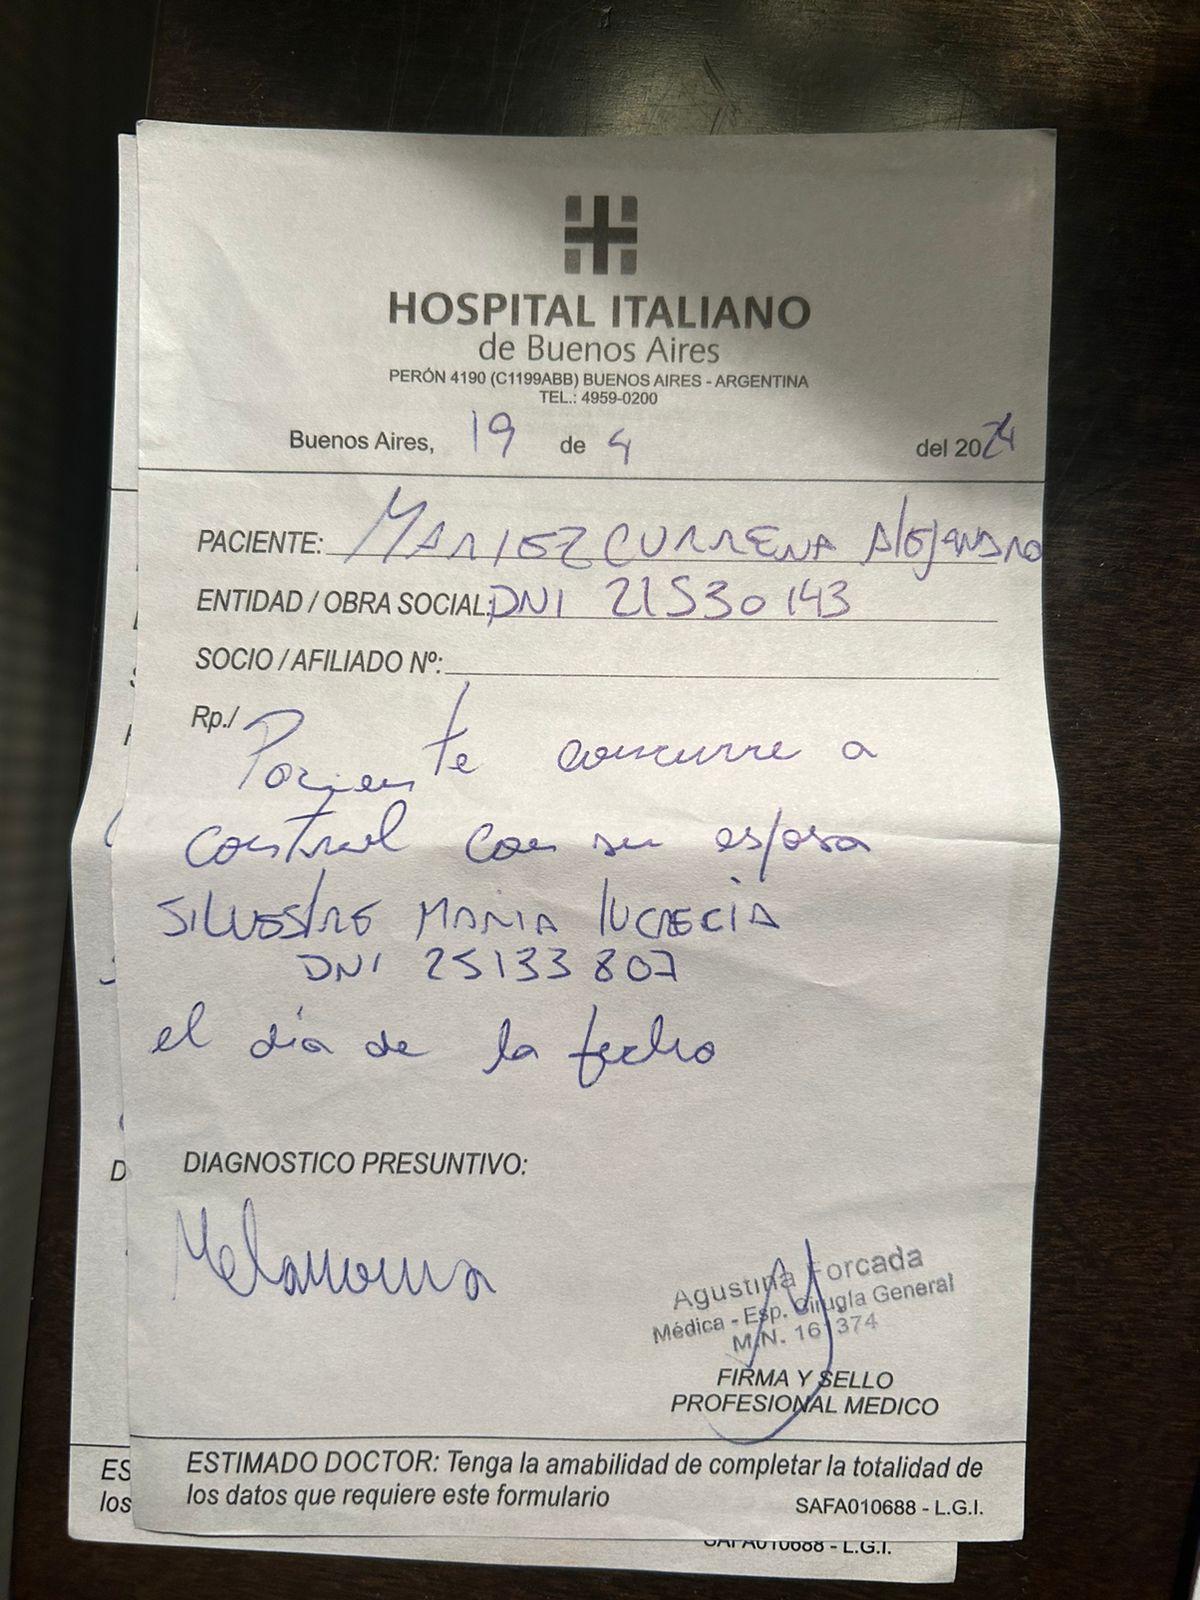 HOSPITAL ITALIANO
de Buenos Aires
PERÓN 4190 (C1199ABB) BUENOS AIRES - ARGENTINA
TEL.: 4959-0200
Buenos Aires, 19 de 4 del 2024
PACIENTE: MARIEZCURRENA Alejandro
ENTIDAD / OBRA SOCIAL: DNI 21530143
SOCIO / AFILIADO Nº:
Rp./ Paciente concurre a
control con su esposa
SILVESTRE MARIA LUCRECIA
DNI 25133807
el día de la fecha
DIAGNOSTICO PRESUNTIVO:
Melanoma
Agustina Forcada
Médica - Esp. Cirugía General
M.N. 161374
FIRMA Y SELLO
PROFESIONAL MEDICO
ESTIMADO DOCTOR: Tenga la amabilidad de completar la totalidad de
los datos que requiere este formulario
SAFA010688 - L.G.I.
ES
los
D
SAFA010688 - L.G.I.